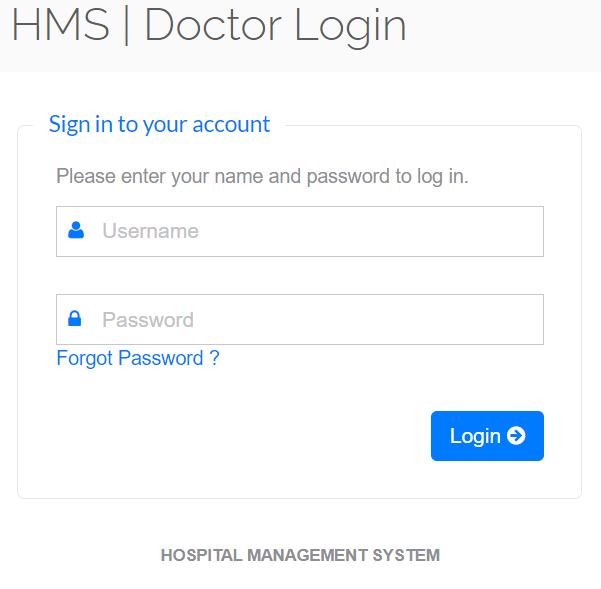 HMS | Doctor Login
Sign in to your account
Please enter your name and password to log in.
Username
Password
Forgot Password ?
Login
HOSPITAL MANAGEMENT SYSTEM